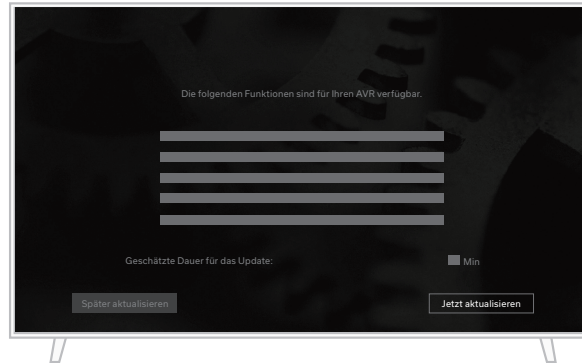 Die folgenden Funktionen sind für Ihren AVR verfügbar.
Geschätzte Dauer für das Update: Min
Später aktualisieren Jetzt aktualisieren